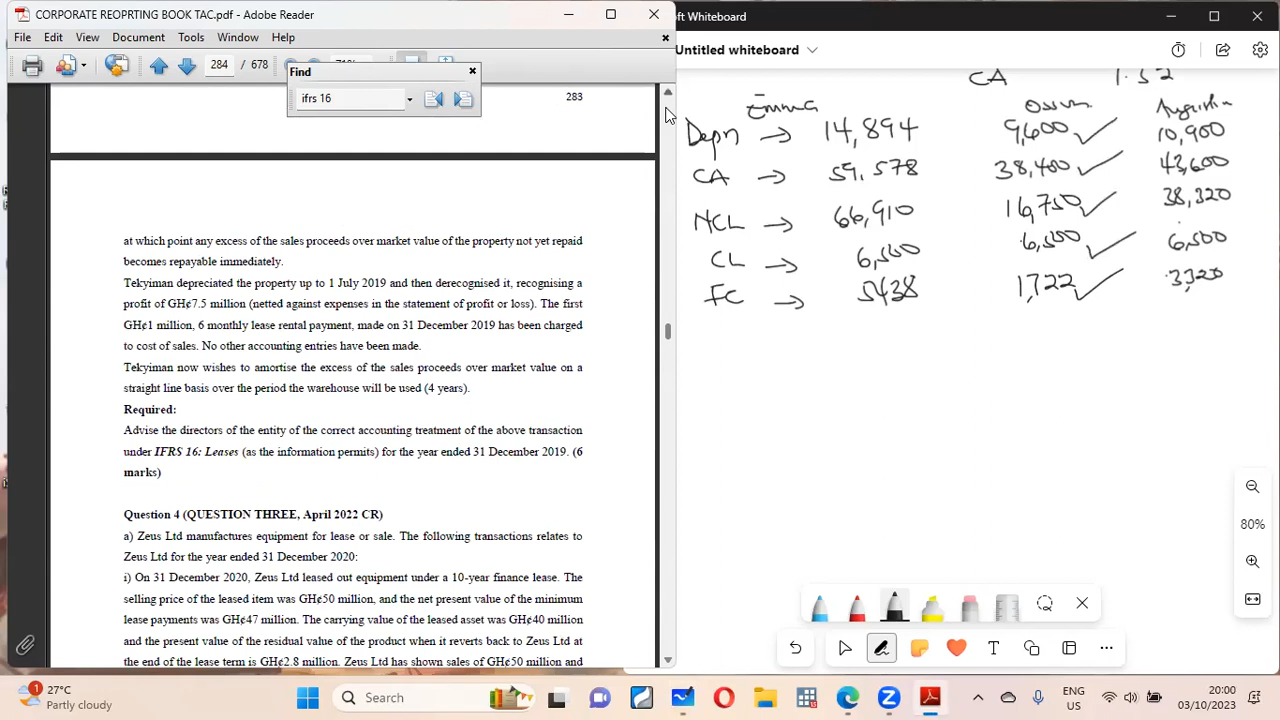 CORPORATE REOPRTING BOOK TAC.pdf - Adobe Reader
File Edit View Document Tools Window Help
284 / 678
Find
ifrs 16
283
at which point any excess of the sales proceeds over market value of the property not yet repaid
becomes repayable immediately.
Tekyiman depreciated the property up to 1 July 2019 and then derecognised it, recognising a
profit of GH¢7.5 million (netted against expenses in the statement of profit or loss). The first
GH¢1 million, 6 monthly lease rental payment, made on 31 December 2019 has been charged
to cost of sales. No other accounting entries have been made.
Tekyiman now wishes to amortise the excess of the sales proceeds over market value on a
straight line basis over the period the warehouse will be used (4 years).
Required:
Advise the directors of the entity of the correct accounting treatment of the above transaction
under IFRS 16: Leases (as the information permits) for the year ended 31 December 2019. (6
marks)
Question 4 (QUESTION THREE, April 2022 CR)
a) Zeus Ltd manufactures equipment for lease or sale. The following transactions relates to
Zeus Ltd for the year ended 31 December 2020:
i) On 31 December 2020, Zeus Ltd leased out equipment under a 10-year finance lease. The
selling price of the leased item was GH¢50 million, and the net present value of the minimum
lease payments was GH¢47 million. The carrying value of the leased asset was GH¢40 million
and the present value of the residual value of the product when it reverts back to Zeus Ltd at
the end of the lease term is GH¢2.8 million. Zeus Ltd has shown sales of GH¢50 million and
oft Whiteboard
Untitled whiteboard
CA
Emma
Depn → 14,894 9,600 ✓ 10,900
CA → 59,578 38,400 ✓ 43,600
NCL → 66,910 16,750 ✓ 38,320
CL → 6,500 6,500 ✓ 6,500
FC → 5438 1,722 ✓ 3,320
80%
27°C
Partly cloudy
Search
ENG
US
20:00
03/10/2023